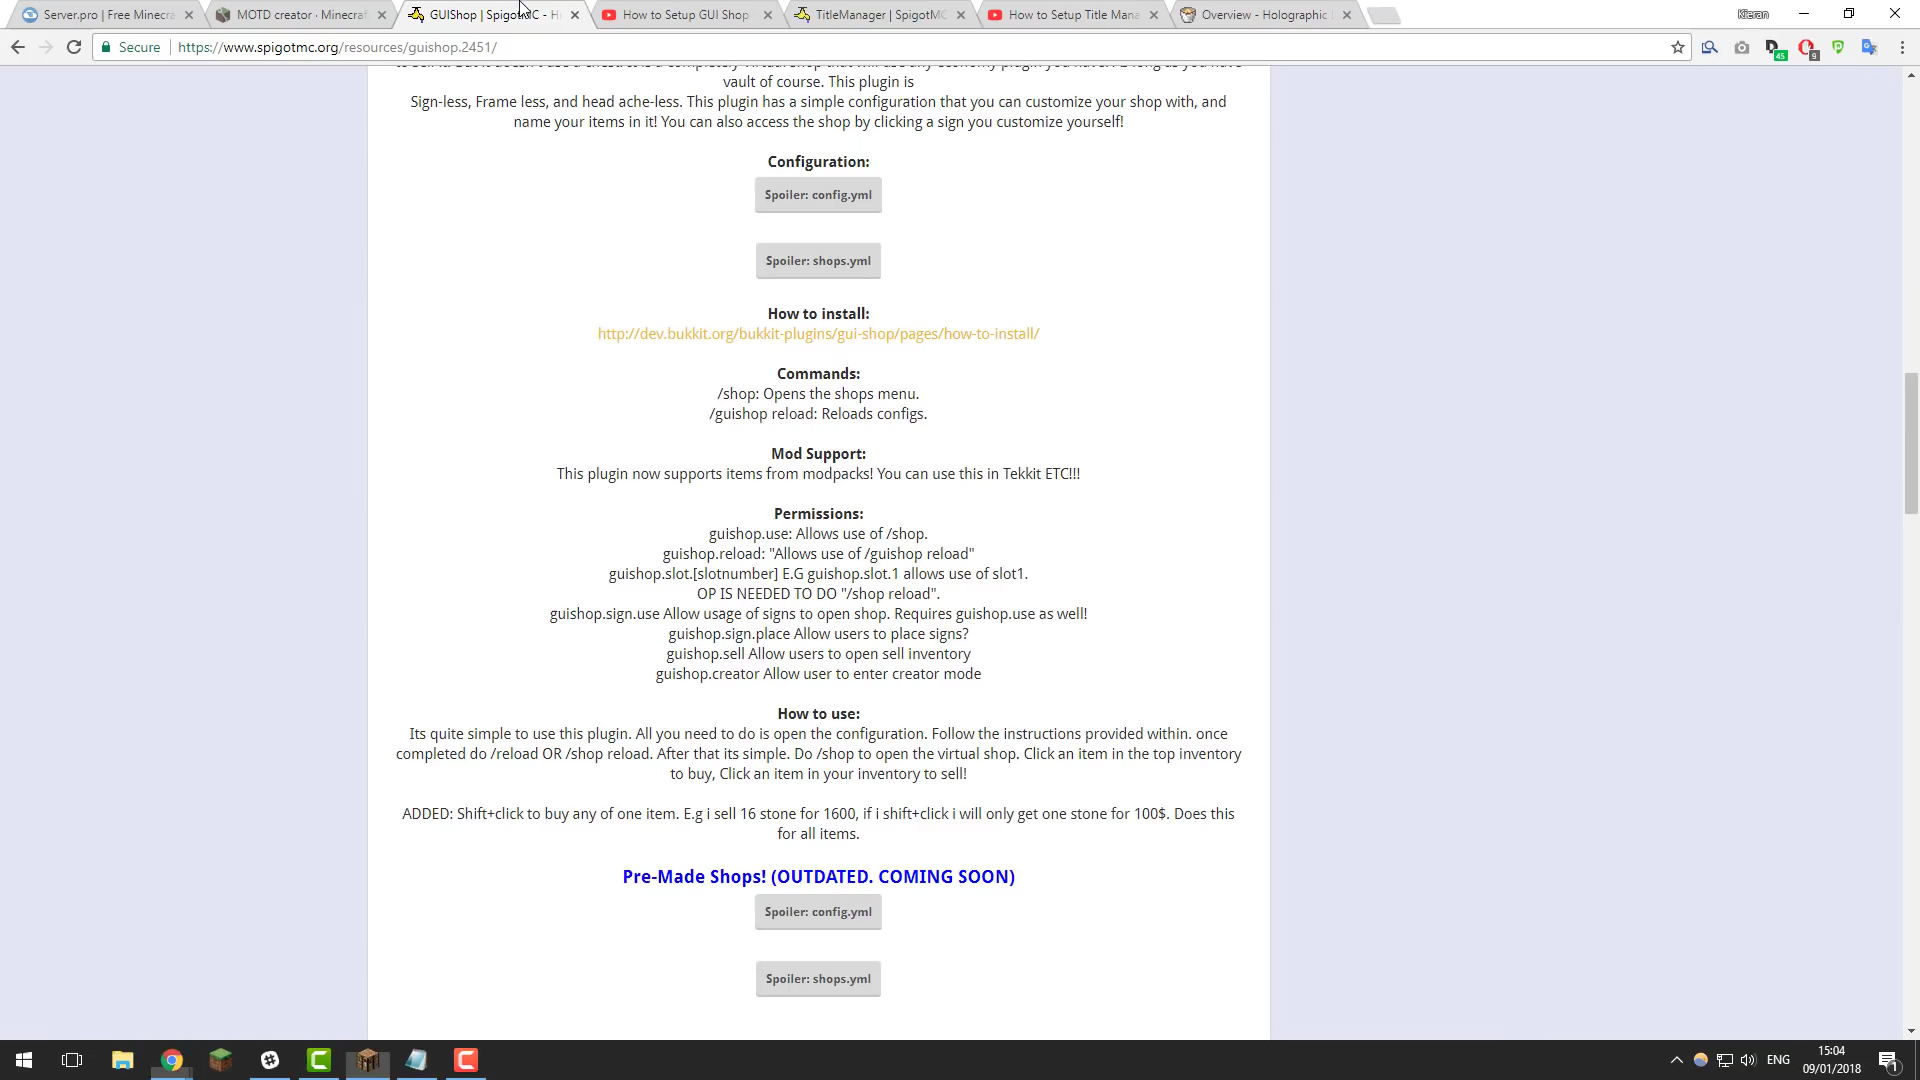 Server.pro | Free Minecra
MOTD creator · Minecraf
GUIShop | SpigotMC - H
How to Setup GUI Shop
TitleManager | SpigotMC
How to Setup Title Mana
Overview - Holographic
Kieran
Secure
https://www.spigotmc.org/resources/guishop.2451/
45
9
vault of course. This plugin is
Sign-less, Frame less, and head ache-less. This plugin has a simple configuration that you can customize your shop with, and
name your items in it! You can also access the shop by clicking a sign you customize yourself!
Configuration:
Spoiler: config.yml
Spoiler: shops.yml
How to install:
http://dev.bukkit.org/bukkit-plugins/gui-shop/pages/how-to-install/
Commands:
/shop: Opens the shops menu.
/guishop reload: Reloads configs.
Mod Support:
This plugin now supports items from modpacks! You can use this in Tekkit ETC!!!
Permissions:
guishop.use: Allows use of /shop.
guishop.reload: "Allows use of /guishop reload"
guishop.slot.[slotnumber] E.G guishop.slot.1 allows use of slot1.
OP IS NEEDED TO DO "/shop reload".
guishop.sign.use Allow usage of signs to open shop. Requires guishop.use as well!
guishop.sign.place Allow users to place signs?
guishop.sell Allow users to open sell inventory
guishop.creator Allow user to enter creator mode
How to use:
Its quite simple to use this plugin. All you need to do is open the configuration. Follow the instructions provided within. once
completed do /reload OR /shop reload. After that its simple. Do /shop to open the virtual shop. Click an item in the top inventory
to buy, Click an item in your inventory to sell!
ADDED: Shift+click to buy any of one item. E.g i sell 16 stone for 1600, if i shift+click i will only get one stone for 100$. Does this
for all items.
Pre-Made Shops! (OUTDATED. COMING SOON)
Spoiler: config.yml
Spoiler: shops.yml
ENG
15:04
09/01/2018
1